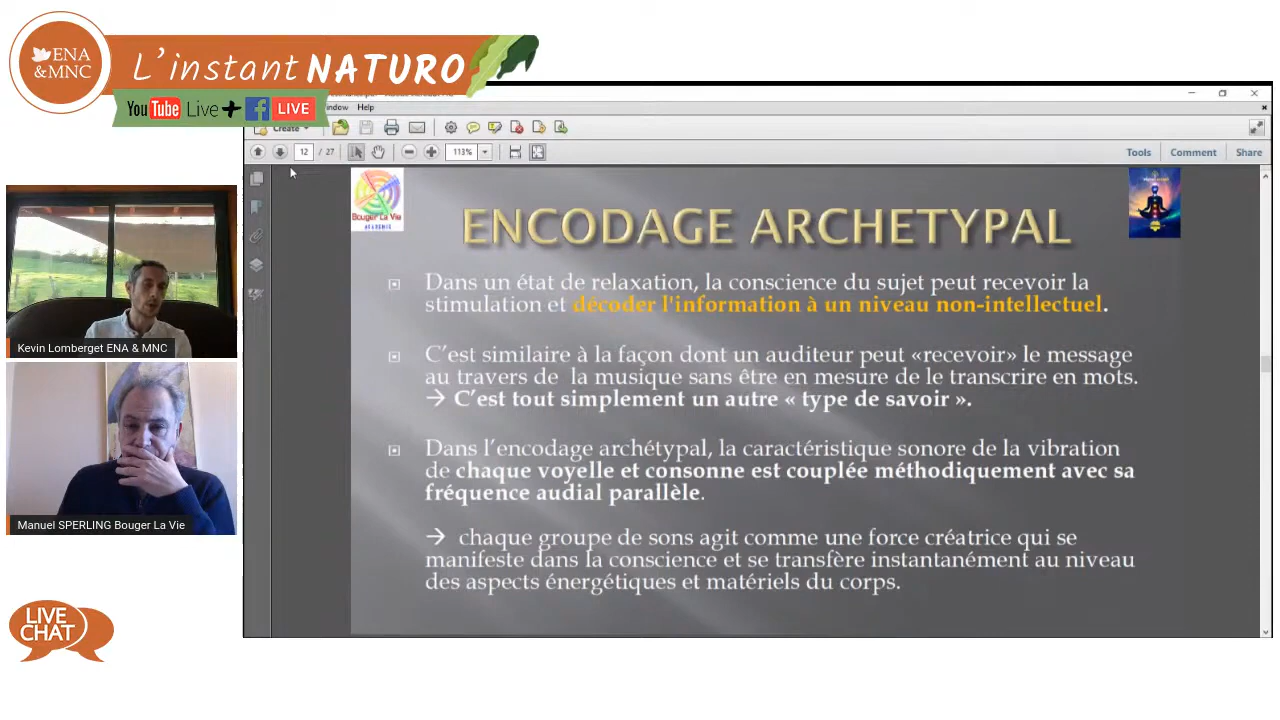 ENA
&MNC
L'instant NATURO
YouTube Live + f LIVE
Help
Create
12 / 27
113%
Tools Comment Share
Bouger La Vie
ACADEMIE
ENCODAGE ARCHETYPAL
Dans un état de relaxation, la conscience du sujet peut recevoir la
stimulation et décoder l'information à un niveau non-intellectuel.
C'est similaire à la façon dont un auditeur peut «recevoir» le message
au travers de la musique sans être en mesure de le transcrire en mots.
→ C'est tout simplement un autre « type de savoir ».
Dans l'encodage archétypal, la caractéristique sonore de la vibration
de chaque voyelle et consonne est couplée méthodiquement avec sa
fréquence audial parallèle.
→ chaque groupe de sons agit comme une force créatrice qui se
manifeste dans la conscience et se transfère instantanément au niveau
des aspects énergétiques et matériels du corps.
Kevin Lomberget ENA & MNC
Manuel SPERLING Bouger La Vie
LIVE
CHAT